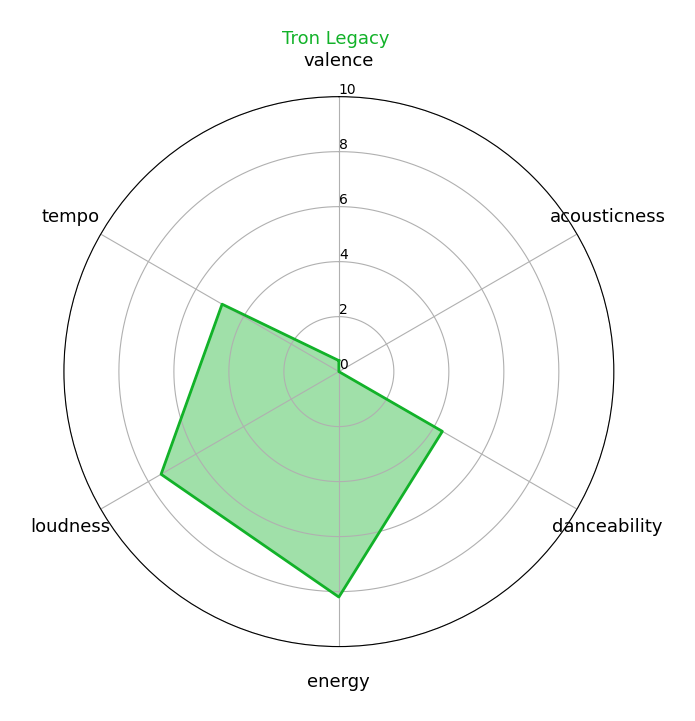 Tron Legacy
valence
10
8
6
4
2
0
tempo
acousticness
loudness
danceability
energy